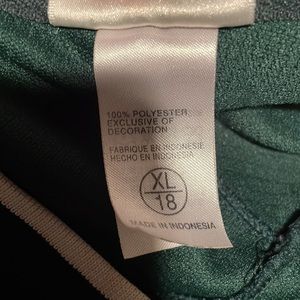 100% POLYESTER
EXCLUSIVE OF
DECORATION
FABRIQUE EN INDONESIE
HECHO EN INDONESIA
XL
18
MADE IN INDONESIA